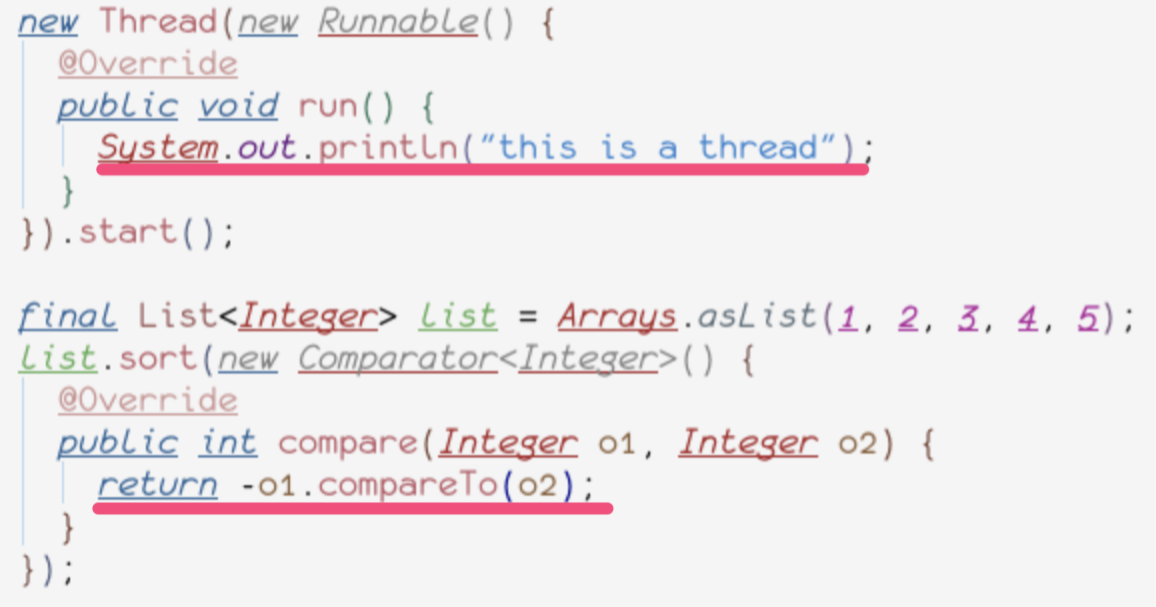 new Thread(new Runnable() {
@Override
public void run() {
System.out.println("this is a thread");
}
}).start();
final List<Integer> list = Arrays.asList(1, 2, 3, 4, 5);
list.sort(new Comparator<Integer>() {
@Override
public int compare(Integer o1, Integer o2) {
return -o1.compareTo(o2);
}
});